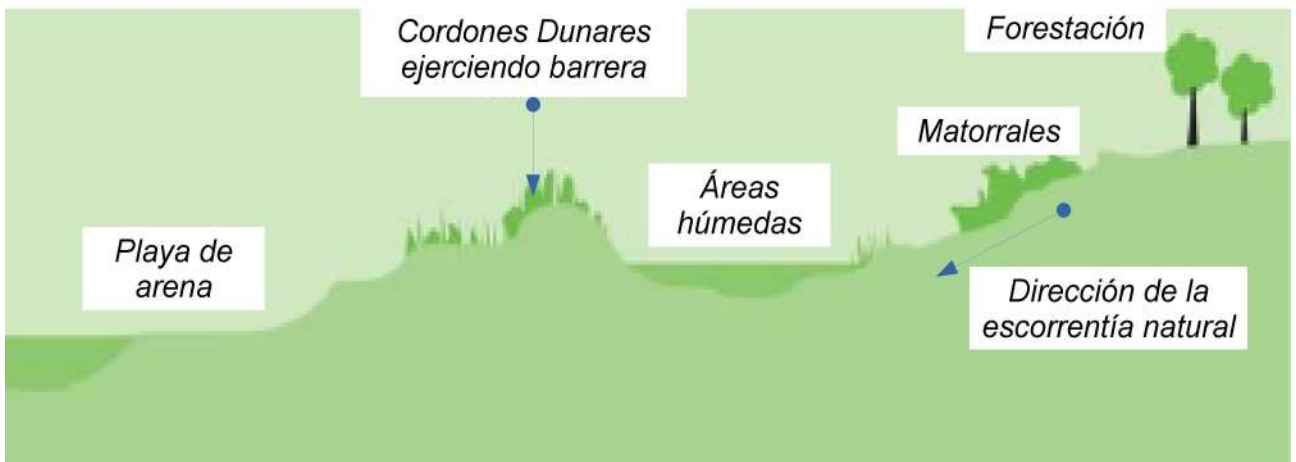 Cordones Dunares
ejerciendo barrera
Forestación
Matorrales
Áreas
húmedas
Playa de
arena
Dirección de la
escorrentía natural